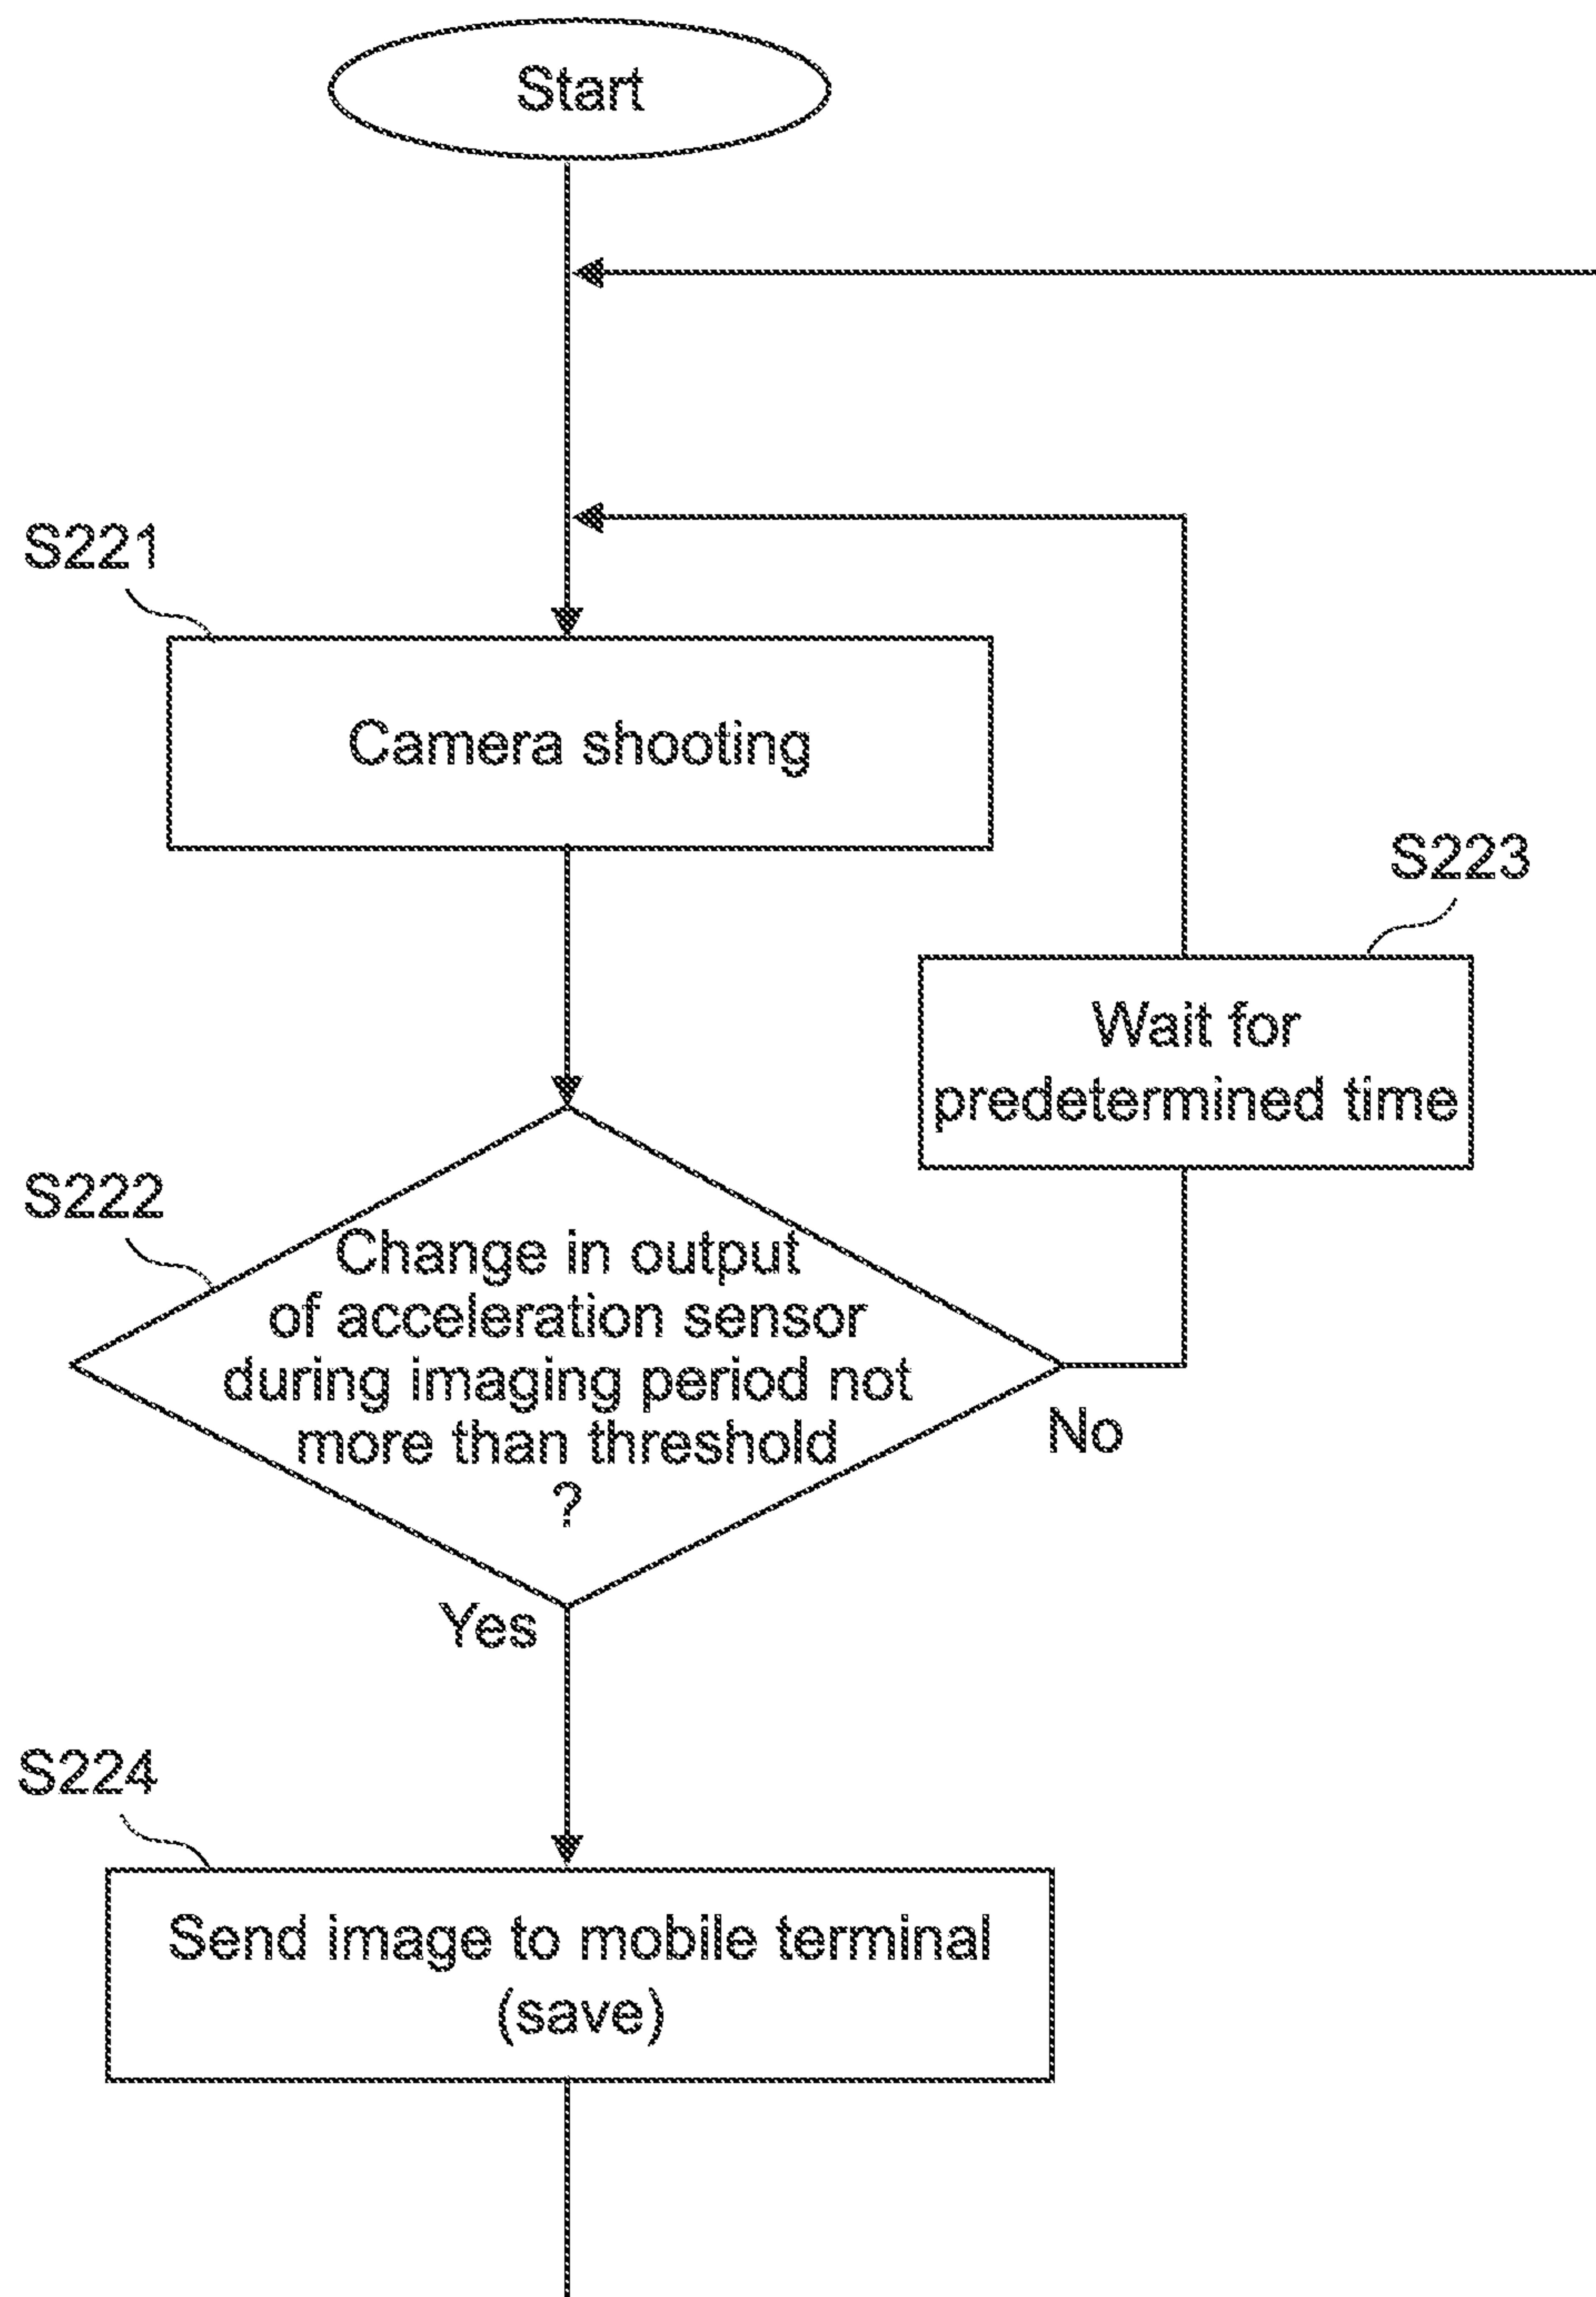 Start
S221
Camera shooting
S223
Wait for
predetermined time
S222
Change in output
of acceleration sensor
during imaging period not
more than threshold
?
No
Yes
S224
Send image to mobile terminal
(save)